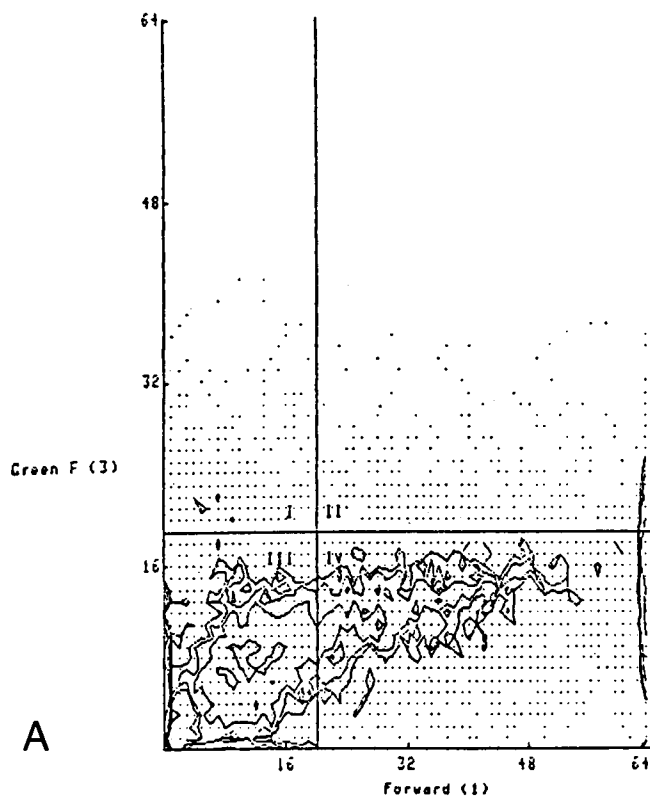 64
48
32
Green F (3)
I II
III IV
16
A
16 32 48 64
Forward (1)